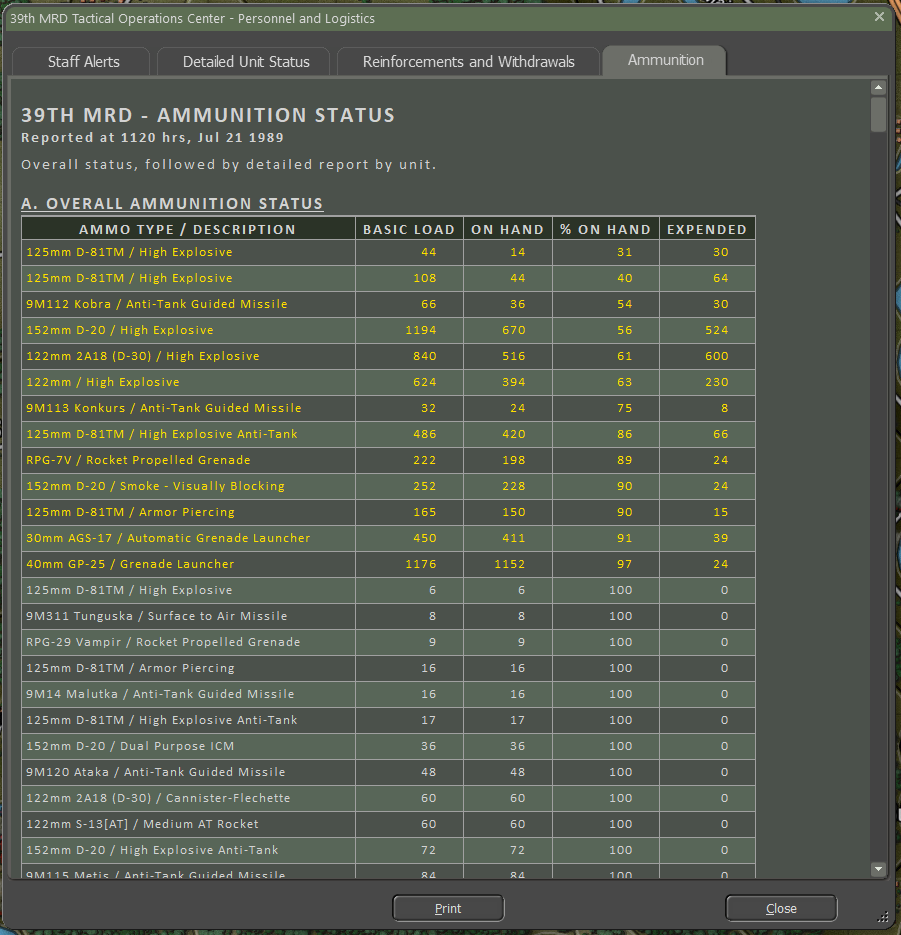 39th MRD Tactical Operations Center - Personnel and Logistics
Staff Alerts Detailed Unit Status Reinforcements and Withdrawals Ammunition
39TH MRD - AMMUNITION STATUS
Reported at 1120 hrs, Jul 21 1989
Overall status, followed by detailed report by unit.
A. OVERALL AMMUNITION STATUS
AMMO TYPE / DESCRIPTION BASIC LOAD ON HAND % ON HAND EXPENDED
125mm D-81TM / High Explosive 44 14 31 30
125mm D-81TM / High Explosive 108 44 40 64
9M112 Kobra / Anti-Tank Guided Missile 66 36 54 30
152mm D-20 / High Explosive 1194 670 56 524
122mm 2A18 (D-30) / High Explosive 840 516 61 600
122mm / High Explosive 624 394 63 230
9M113 Konkurs / Anti-Tank Guided Missile 32 24 75 8
125mm D-81TM / High Explosive Anti-Tank 486 420 86 66
RPG-7V / Rocket Propelled Grenade 222 198 89 24
152mm D-20 / Smoke - Visually Blocking 252 228 90 24
125mm D-81TM / Armor Piercing 165 150 90 15
30mm AGS-17 / Automatic Grenade Launcher 450 411 91 39
40mm GP-25 / Grenade Launcher 1176 1152 97 24
125mm D-81TM / High Explosive 6 6 100 0
9M311 Tunguska / Surface to Air Missile 8 8 100 0
RPG-29 Vampir / Rocket Propelled Grenade 9 9 100 0
125mm D-81TM / Armor Piercing 16 16 100 0
9M14 Malutka / Anti-Tank Guided Missile 16 16 100 0
125mm D-81TM / High Explosive Anti-Tank 17 17 100 0
152mm D-20 / Dual Purpose ICM 36 36 100 0
9M120 Ataka / Anti-Tank Guided Missile 48 48 100 0
122mm 2A18 (D-30) / Cannister-Flechette 60 60 100 0
122mm S-13[AT] / Medium AT Rocket 60 60 100 0
152mm D-20 / High Explosive Anti-Tank 72 72 100 0
9M115 Metis / Anti-Tank Guided Missile 84 84 100 0
Print Close